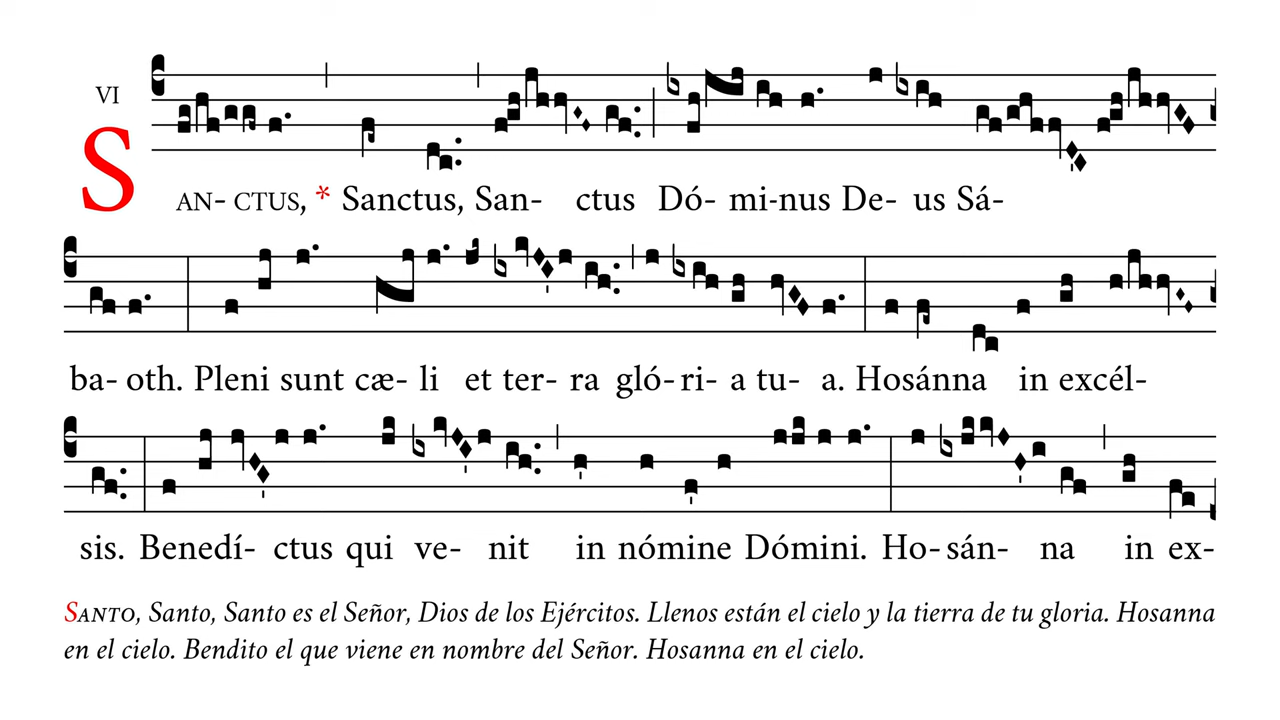 VI
SAN- CTUS, * Sanctus, San- ctus Dó- mi-nus De- us Sá-
ba- oth. Pleni sunt cæ- li et ter- ra gló- ri- a tu- a. Hosánna in excél-
sis. Benedí- ctus qui ve- nit in nómine Dómini. Ho- sán- na in ex-
SANTO, Santo, Santo es el Señor, Dios de los Ejércitos. Llenos están el cielo y la tierra de tu gloria. Hosanna
en el cielo. Bendito el que viene en nombre del Señor. Hosanna en el cielo.